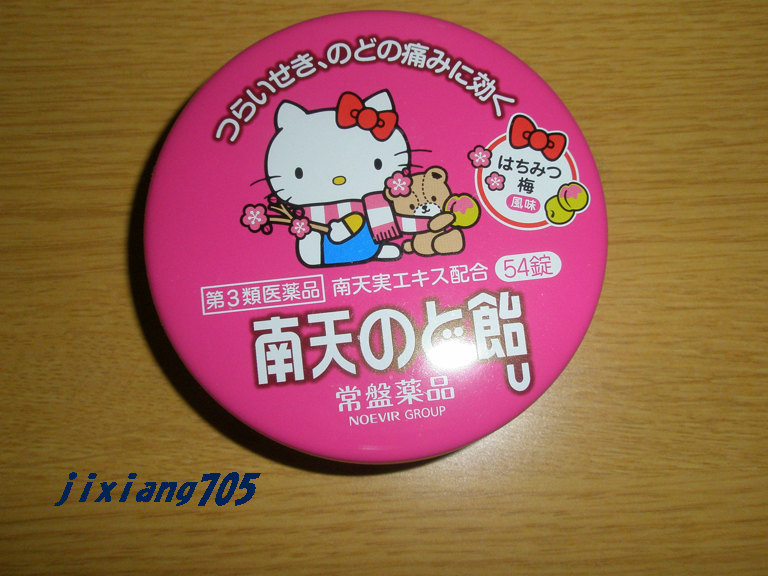 つらいせき、のどの痛みに効く
はちみつ
梅
風味
第3類医薬品 南天実エキス配合 54錠
南天のど飴
常盤薬品
NOEVIR GROUP
jixiang705